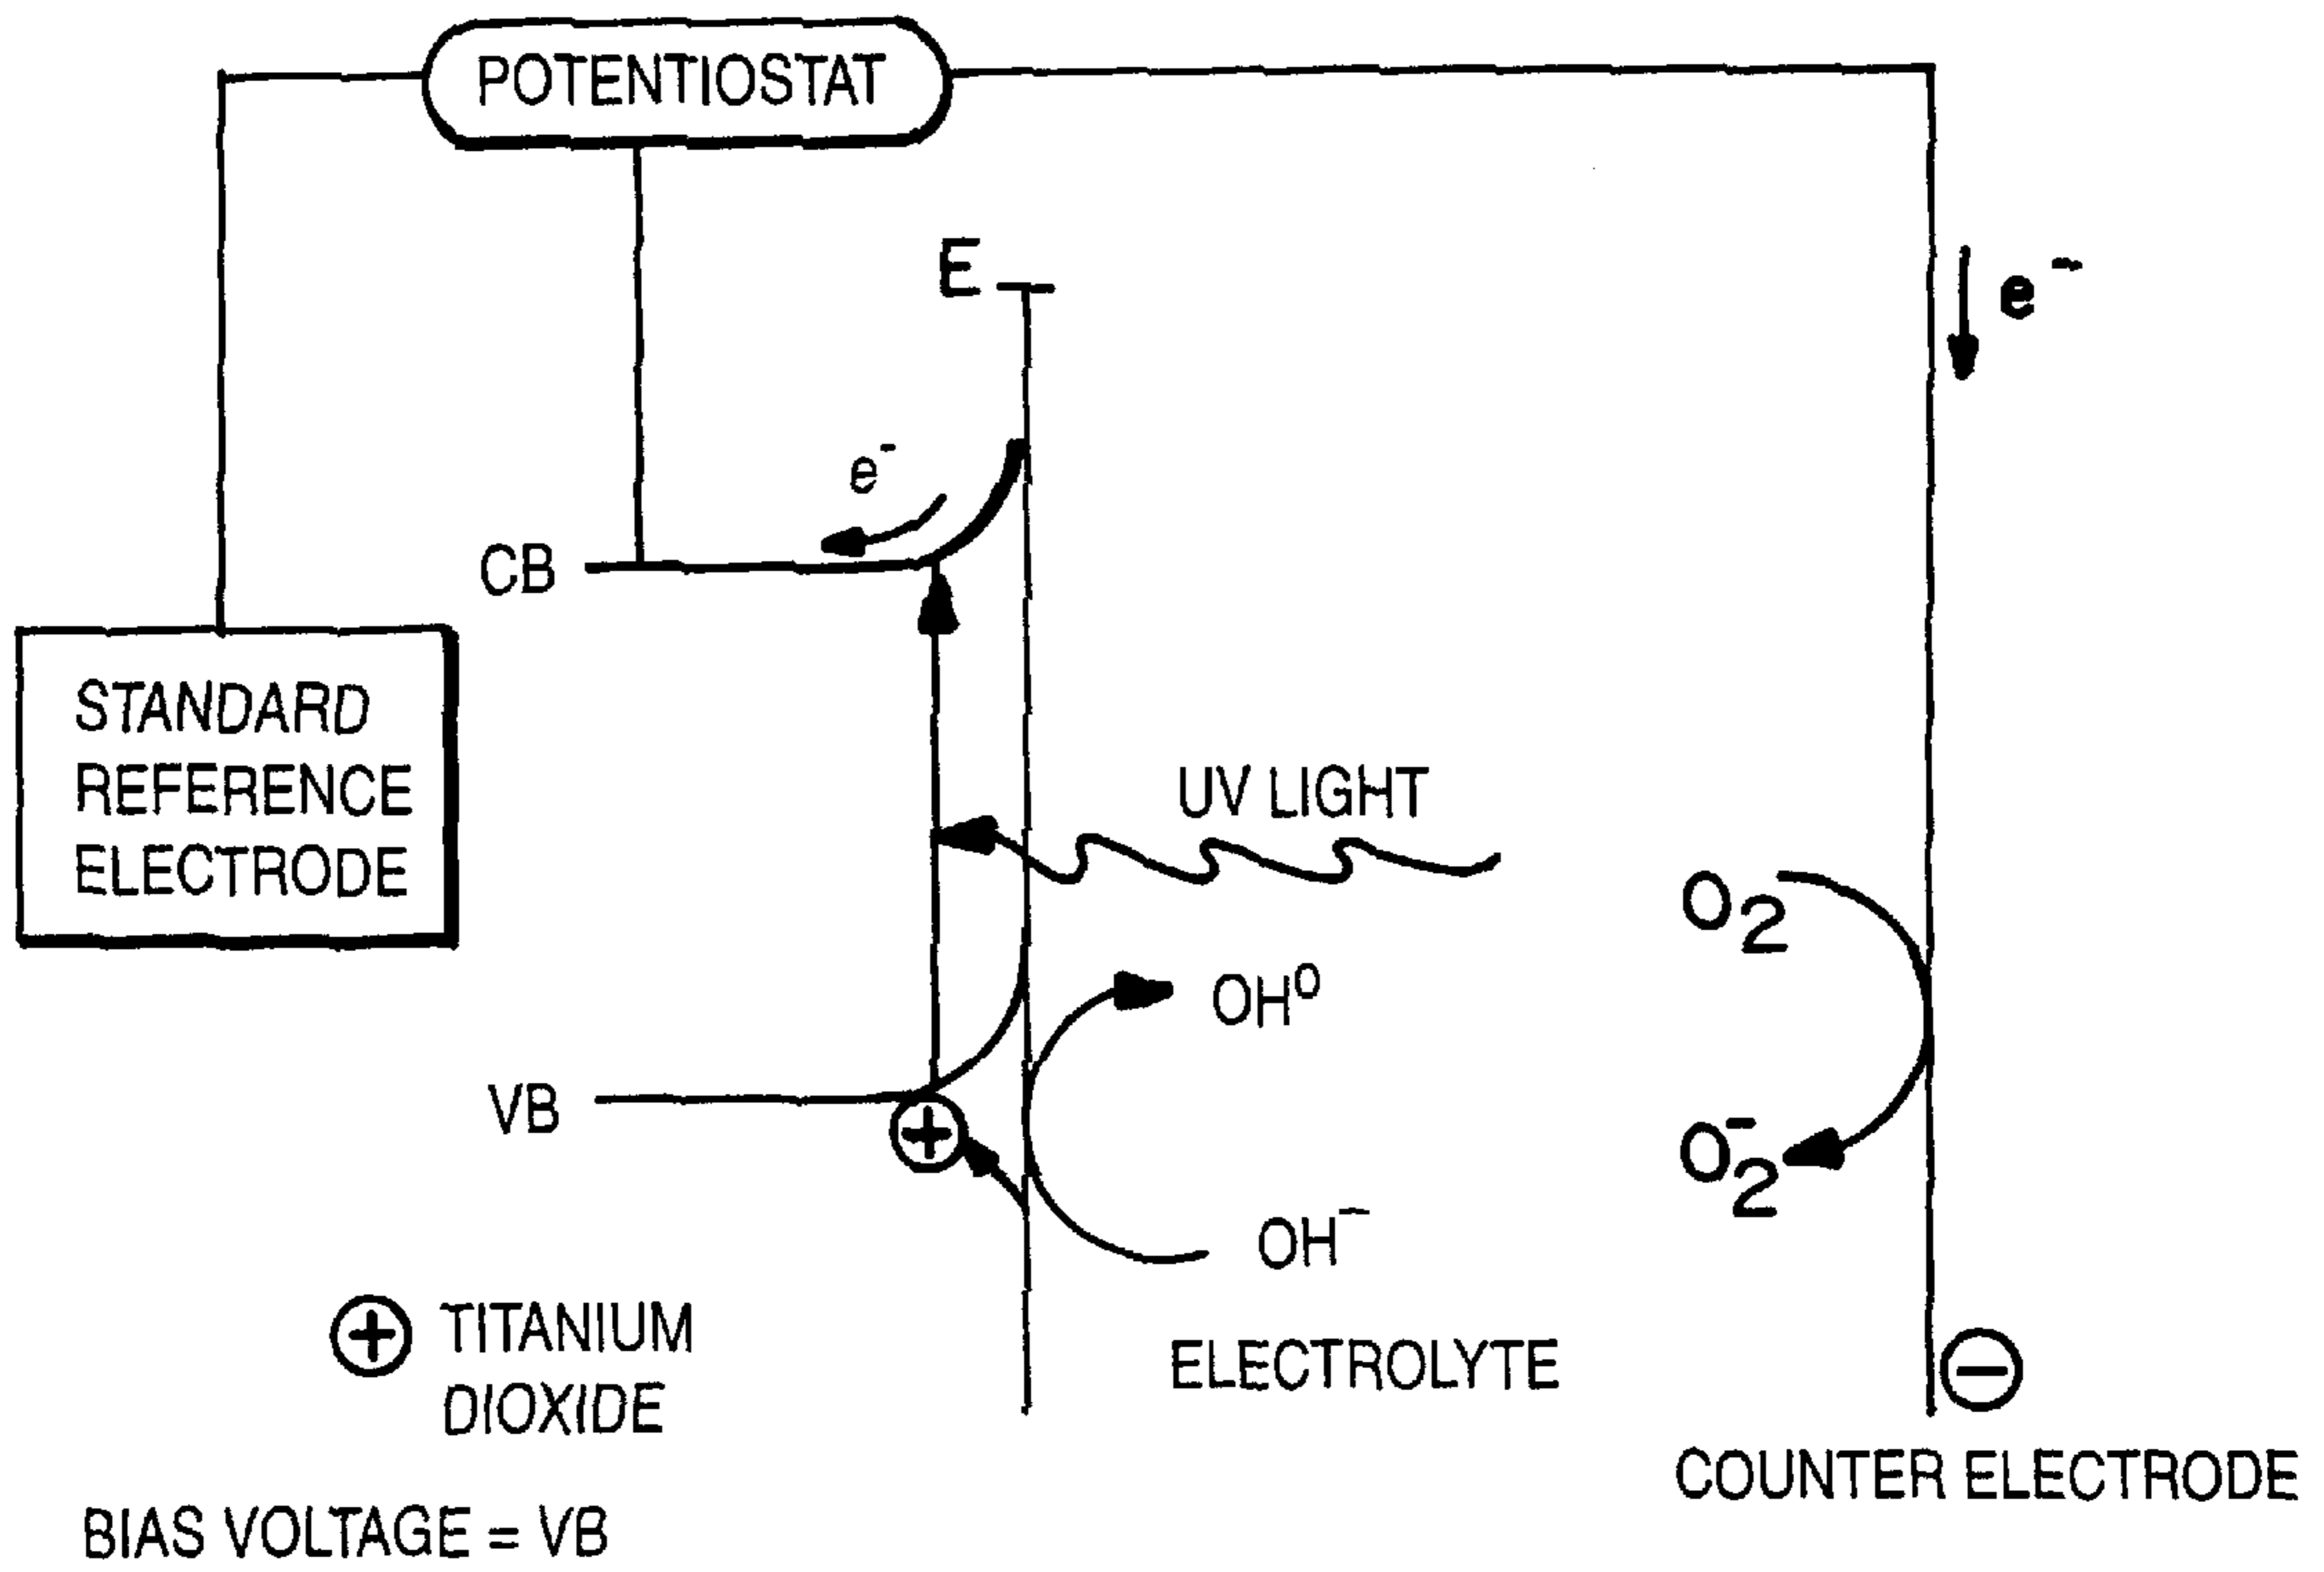 POTENTIOSTAT
E
e⁻
e⁻
CB
STANDARD
REFERENCE
ELECTRODE
UV LIGHT
O₂
OH⁰
VB
+
O₂⁻
OH⁻
+ TITANIUM
DIOXIDE
ELECTROLYTE
−
COUNTER ELECTRODE
BIAS VOLTAGE = VB